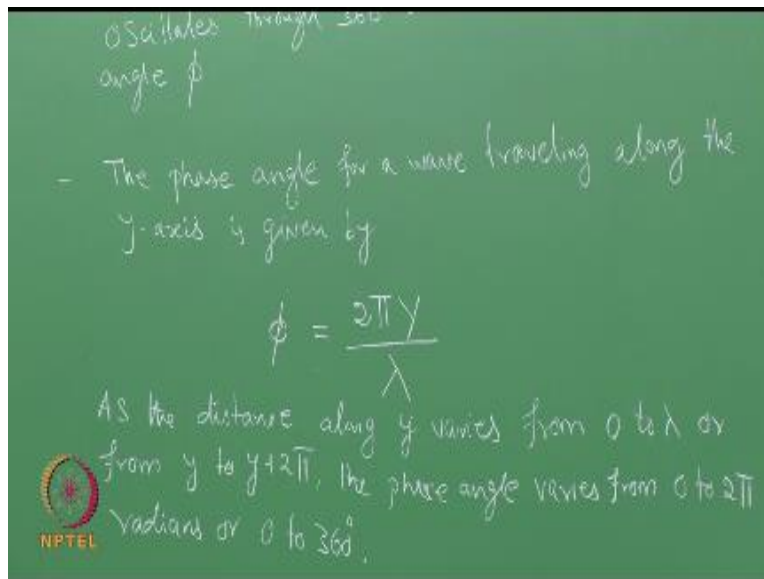 oscillates through 360°
angle ϕ
- The phase angle for a wave traveling along the
y-axis is given by
ϕ = 2πy / λ
As the distance along y varies from 0 to λ or
from y to y+2π, the phase angle varies from 0 to 2π
radians or 0 to 360°.
NPTEL